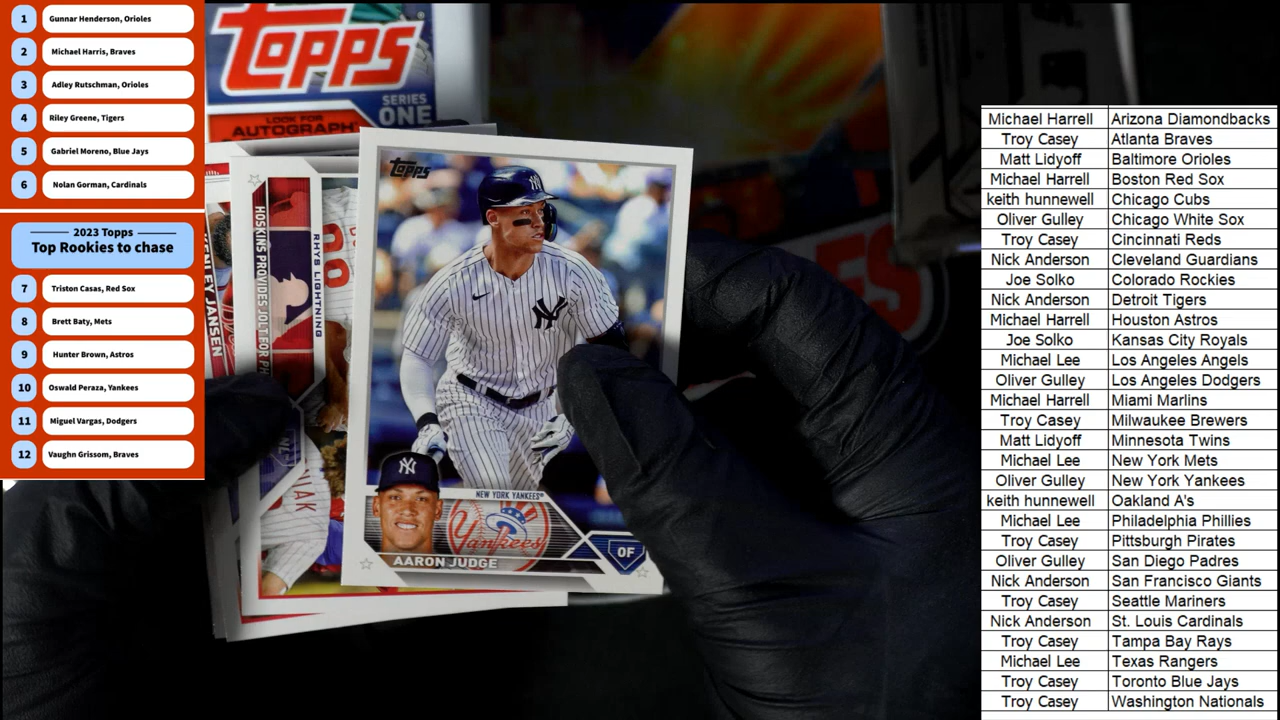 1 Gunnar Henderson, Orioles
2 Michael Harris, Braves
3 Adley Rutschman, Orioles
4 Riley Greene, Tigers
5 Gabriel Moreno, Blue Jays
6 Nolan Gorman, Cardinals
2023 Topps
Top Rookies to chase
7 Triston Casas, Red Sox
8 Brett Baty, Mets
9 Hunter Brown, Astros
10 Oswald Peraza, Yankees
11 Miguel Vargas, Dodgers
12 Vaughn Grissom, Braves
Topps
SERIES
ONE
LOOK FOR
AUTOGRAPH
JANSEN
HOSKINS PROVIDES JOLT FOR PH
RHYS LIGHTNING
Topps
NY
NY
NY
NEW YORK YANKEES
Yankees
AARON JUDGE
OF
Michael Harrell Arizona Diamondbacks
Troy Casey Atlanta Braves
Matt Lidyoff Baltimore Orioles
Michael Harrell Boston Red Sox
keith hunnewell Chicago Cubs
Oliver Gulley Chicago White Sox
Troy Casey Cincinnati Reds
Nick Anderson Cleveland Guardians
Joe Solko Colorado Rockies
Nick Anderson Detroit Tigers
Michael Harrell Houston Astros
Joe Solko Kansas City Royals
Michael Lee Los Angeles Angels
Oliver Gulley Los Angeles Dodgers
Michael Harrell Miami Marlins
Troy Casey Milwaukee Brewers
Matt Lidyoff Minnesota Twins
Michael Lee New York Mets
Oliver Gulley New York Yankees
keith hunnewell Oakland A's
Michael Lee Philadelphia Phillies
Troy Casey Pittsburgh Pirates
Oliver Gulley San Diego Padres
Nick Anderson San Francisco Giants
Troy Casey Seattle Mariners
Nick Anderson St. Louis Cardinals
Troy Casey Tampa Bay Rays
Michael Lee Texas Rangers
Troy Casey Toronto Blue Jays
Troy Casey Washington Nationals